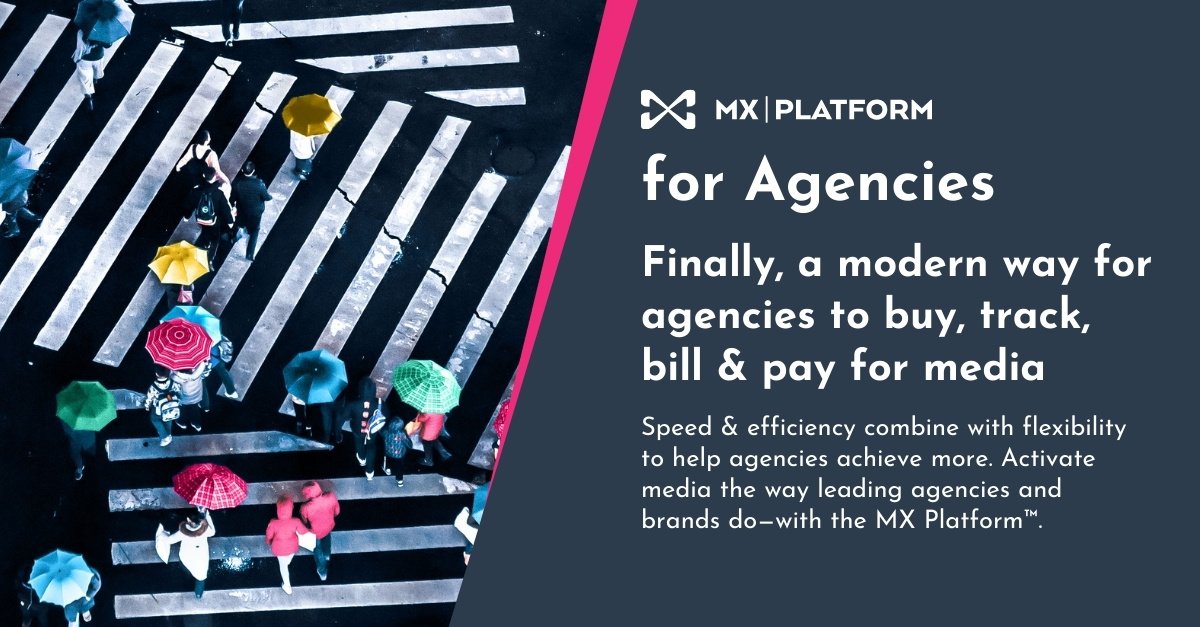 MX|PLATFORM
for Agencies
Finally, a modern way for
agencies to buy, track,
bill & pay for media
Speed & efficiency combine with flexibility
to help agencies achieve more. Activate
media the way leading agencies and
brands do—with the MX Platform™.